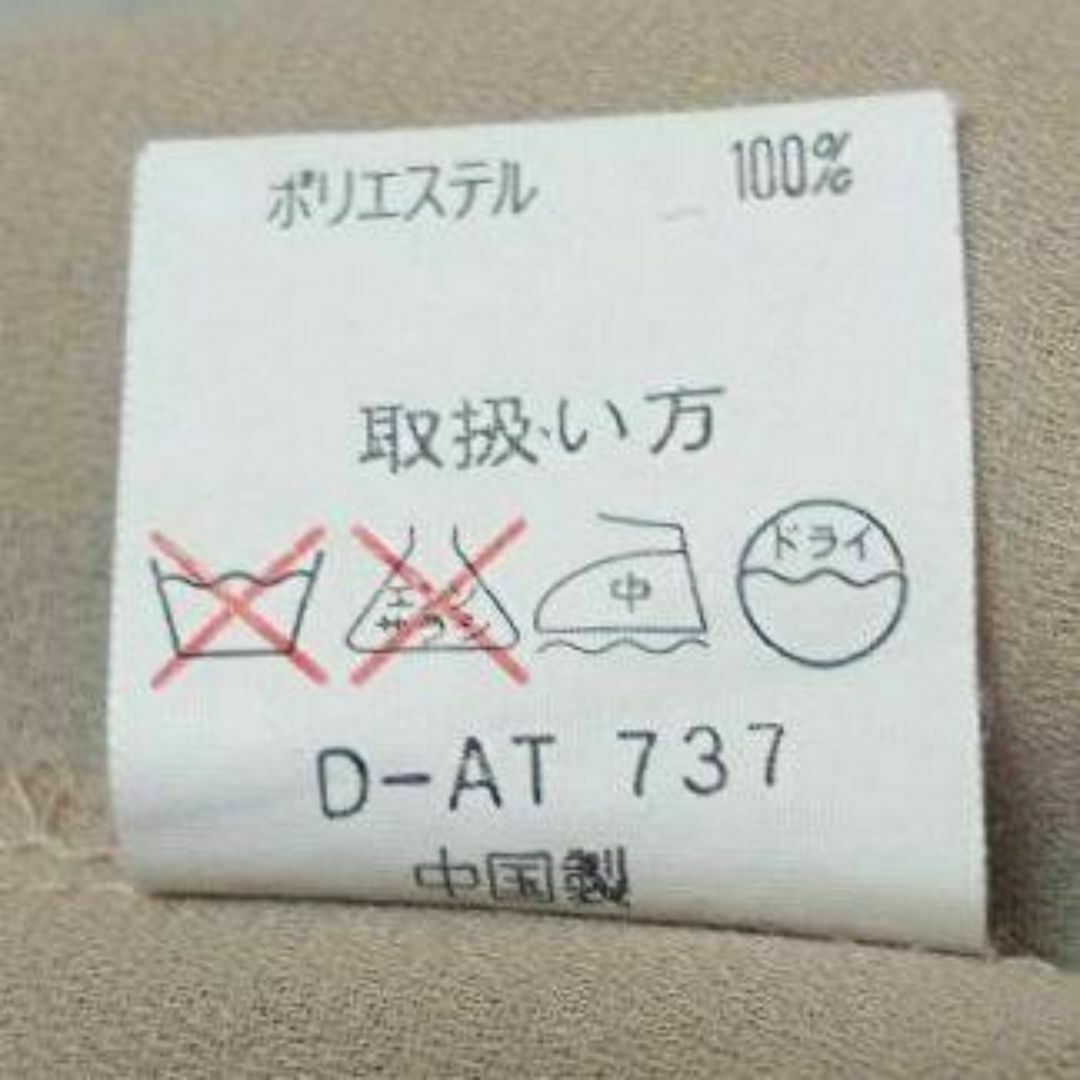 ポリエステル 100%
取扱い方
エンソサラシ 中 ドライ
D-AT 737
中国製